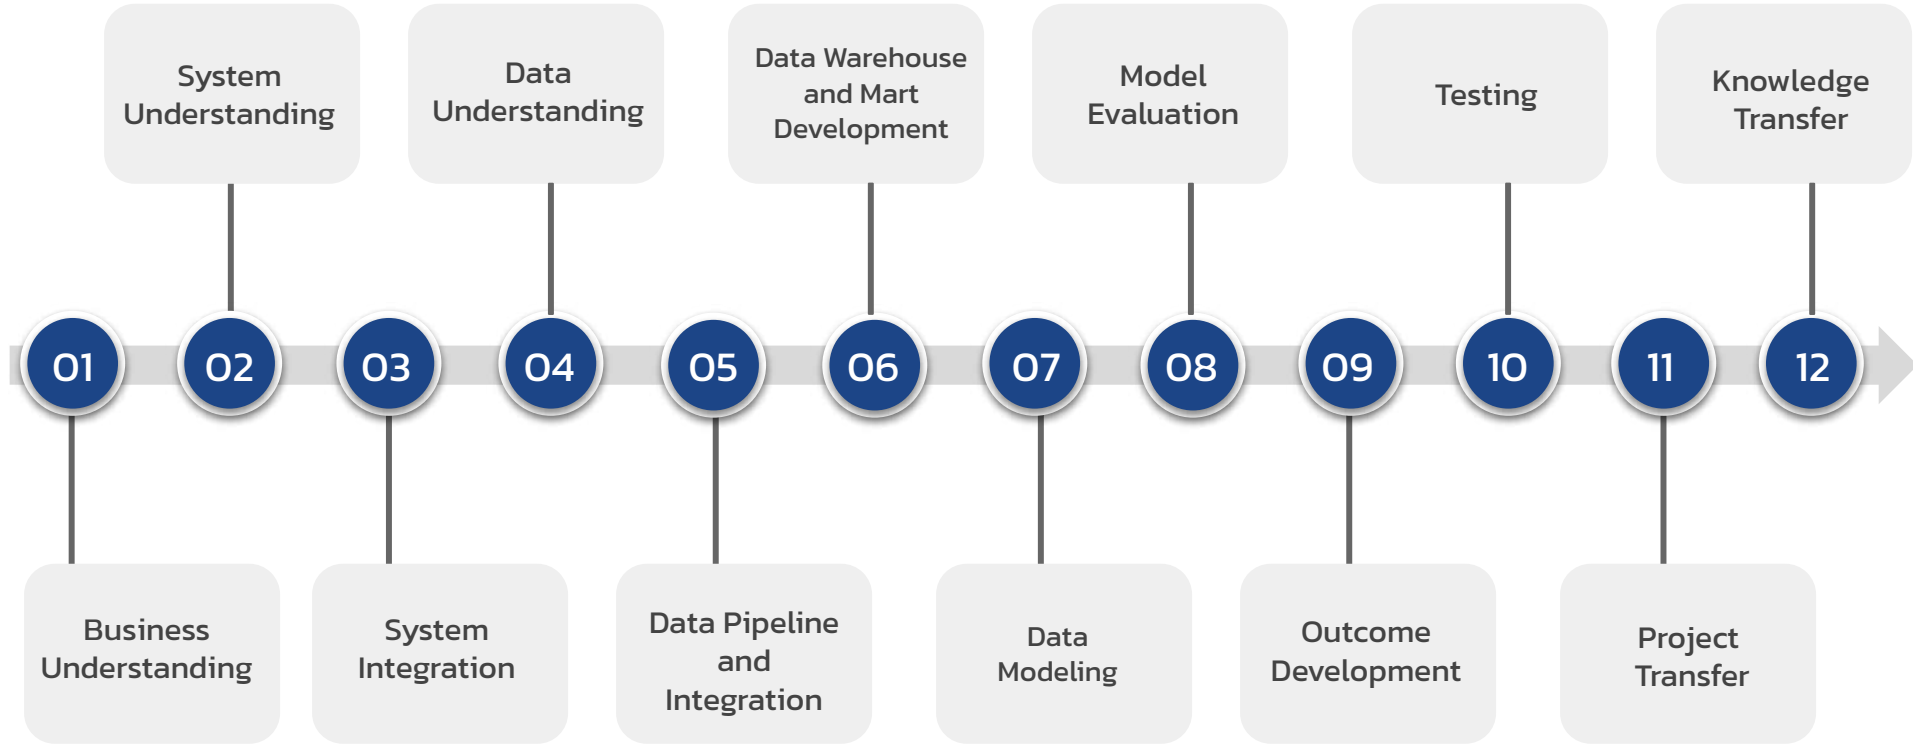 System
Understanding
Data
Understanding
Data Warehouse
and Mart
Development
Model
Evaluation
Testing
Knowledge
Transfer
01
02
03
04
05
06
07
08
09
10
11
12
Business
Understanding
System
Integration
Data Pipeline
and
Integration
Data
Modeling
Outcome
Development
Project
Transfer